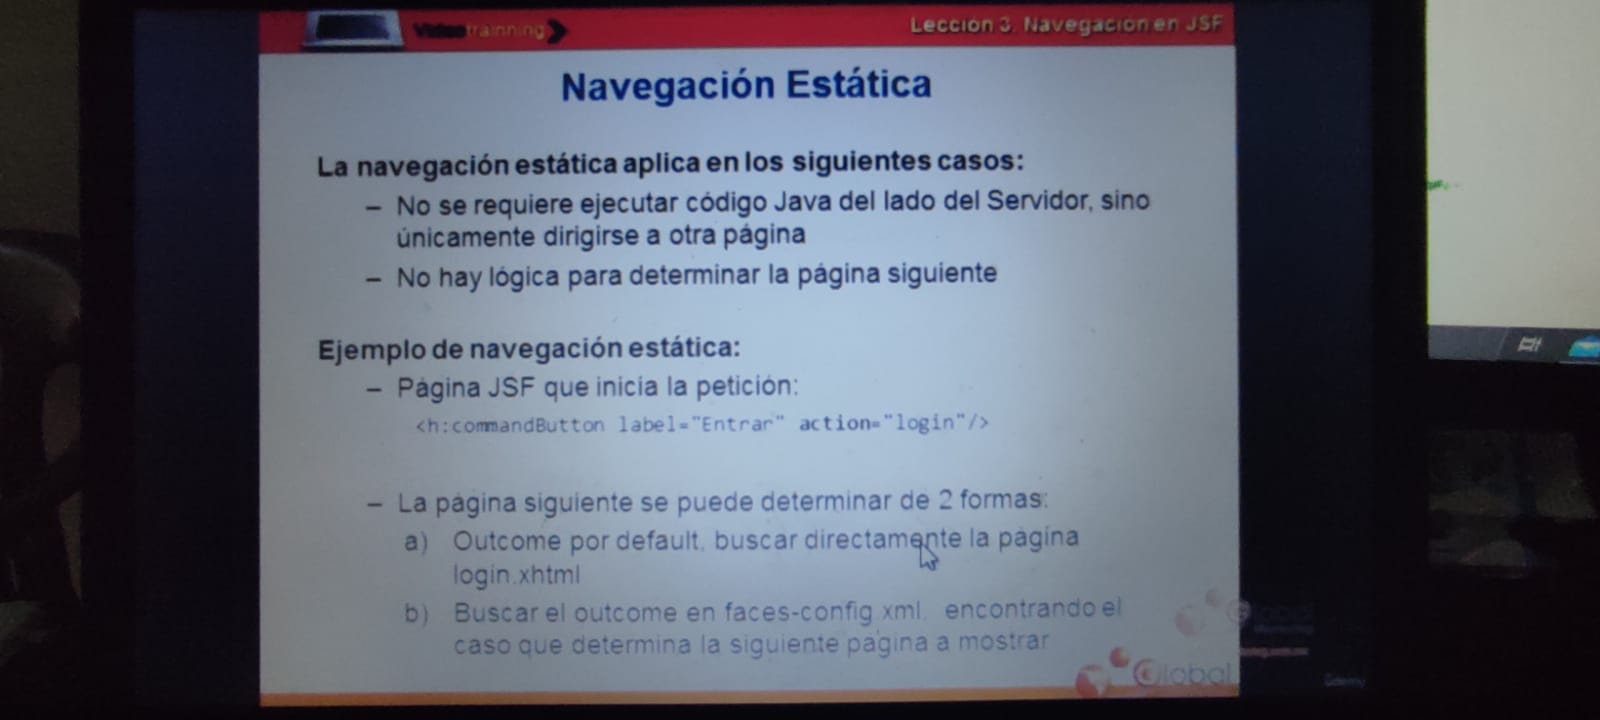 Videotrainning
Lección 3. Navegación en JSF
Navegación Estática
La navegación estática aplica en los siguientes casos:
– No se requiere ejecutar código Java del lado del Servidor, sino
únicamente dirigirse a otra página
– No hay lógica para determinar la página siguiente
Ejemplo de navegación estática:
– Página JSF que inicia la petición:
<h:commandButton label="Entrar" action="login"/>
– La página siguiente se puede determinar de 2 formas:
a) Outcome por default, buscar directamente la página
login.xhtml
b) Buscar el outcome en faces-config.xml, encontrando el
caso que determina la siguiente página a mostrar
Global
Udemy